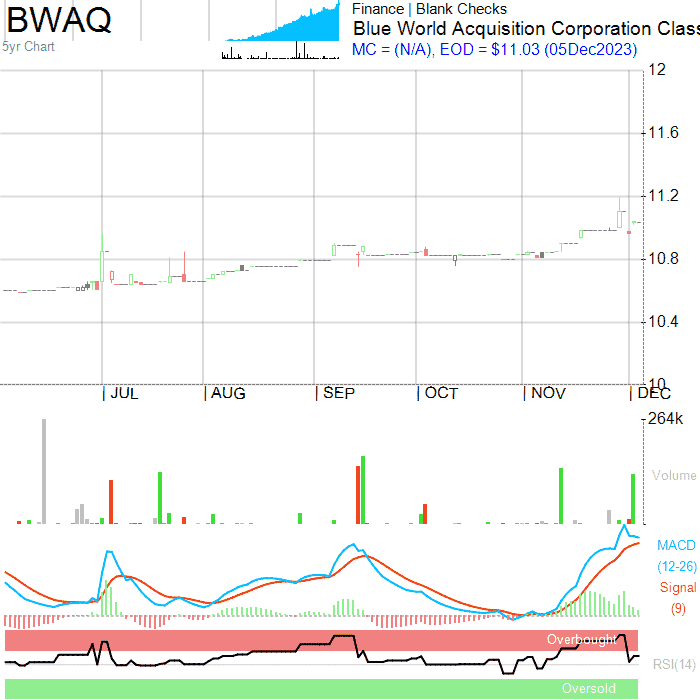 BWAQ
5yr Chart
Finance | Blank Checks
Blue World Acquisition Corporation Class
MC = (N/A), EOD = $11.03 (05Dec2023)
12
11.6
11.2
10.8
10.4
10
| JUL | AUG | SEP | OCT | NOV | DEC
264k
Volume
MACD
(12-26)
Signal
(9)
Overbought
RSI(14)
Oversold